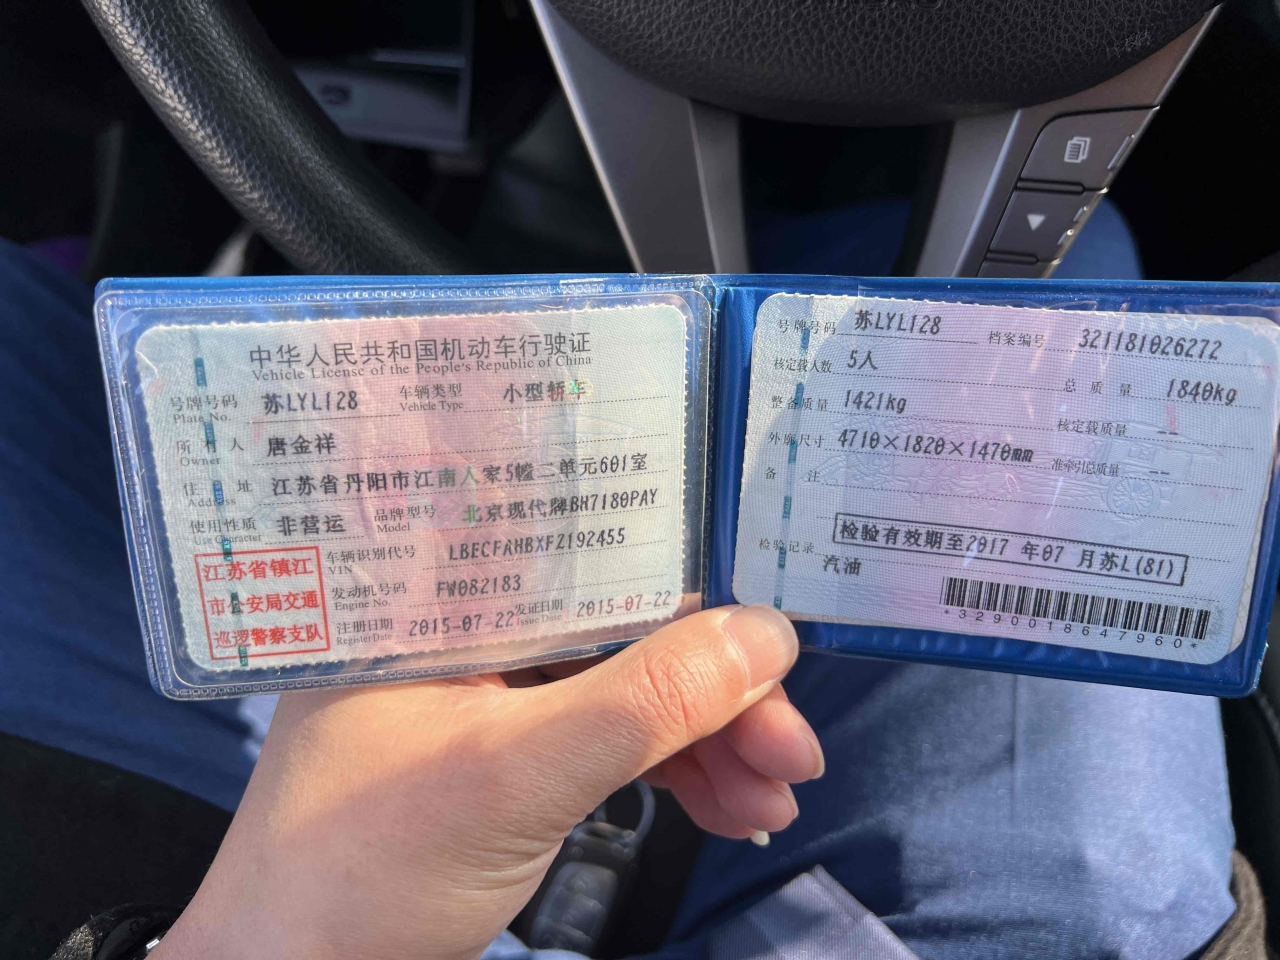 中华人民共和国机动车行驶证
Vehicle License of the People's Republic of China
号牌号码 苏LYL128 车辆类型 小型轿车
Plate No. Vehicle Type
所有人 唐金祥
Owner
住址 江苏省丹阳市江南人家5幢二单元601室
Address
使用性质 非营运 品牌型号 北京现代牌BH7180PAY
Use Character Model
江苏省镇江
市公安局交通
巡逻警察支队
车辆识别代号 LBECFAHBXFZ192455
VIN
发动机号码 FW082183
Engine No.
注册日期 2015-07-22 发证日期 2015-07-22
Register Date Issue Date
号牌号码 苏LYL128 档案编号 321181026272
核定载人数 5人 总质量 1840kg
整备质量 1421kg 核定载质量 --
外廓尺寸 4710×1820×1470mm 准牵引总质量 --
备注
检验有效期至2017年07月苏L(81)
检验记录
汽油
*3290018647960*